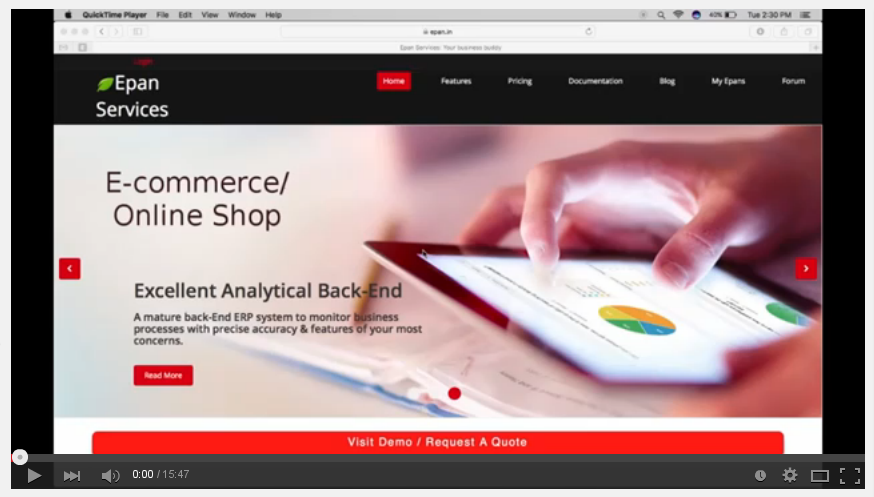 QuickTime Player File Edit View Window Help
40% Tue 2:30 PM
epan.in
Epan Services: Your business buddy
Login
Epan
Services
Home Features Pricing Documentation Blog My Epans Forum
E-commerce/
Online Shop
Excellent Analytical Back-End
A mature back-End ERP system to monitor business
processes with precise accuracy & features of your most
concerns.
Read More
Visit Demo / Request A Quote
0:00 / 15:47